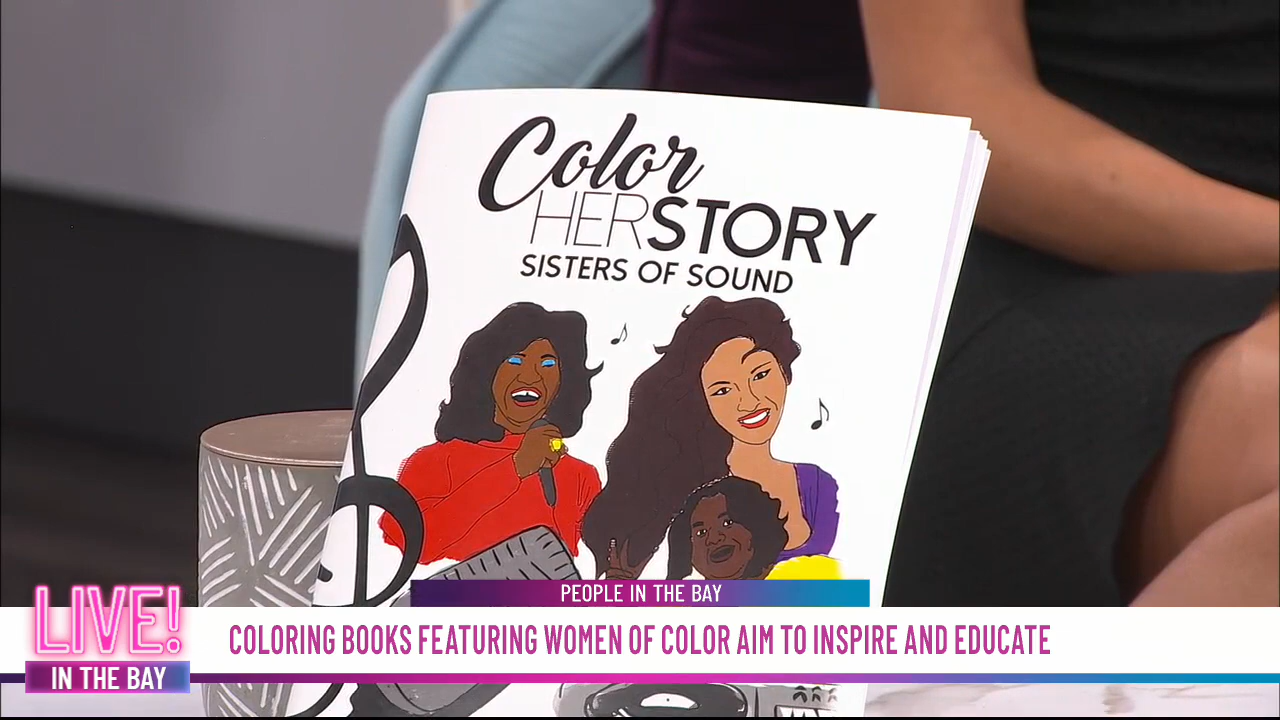 Color
HERSTORY
SISTERS OF SOUND
PEOPLE IN THE BAY
LIVE!
IN THE BAY
COLORING BOOKS FEATURING WOMEN OF COLOR AIM TO INSPIRE AND EDUCATE